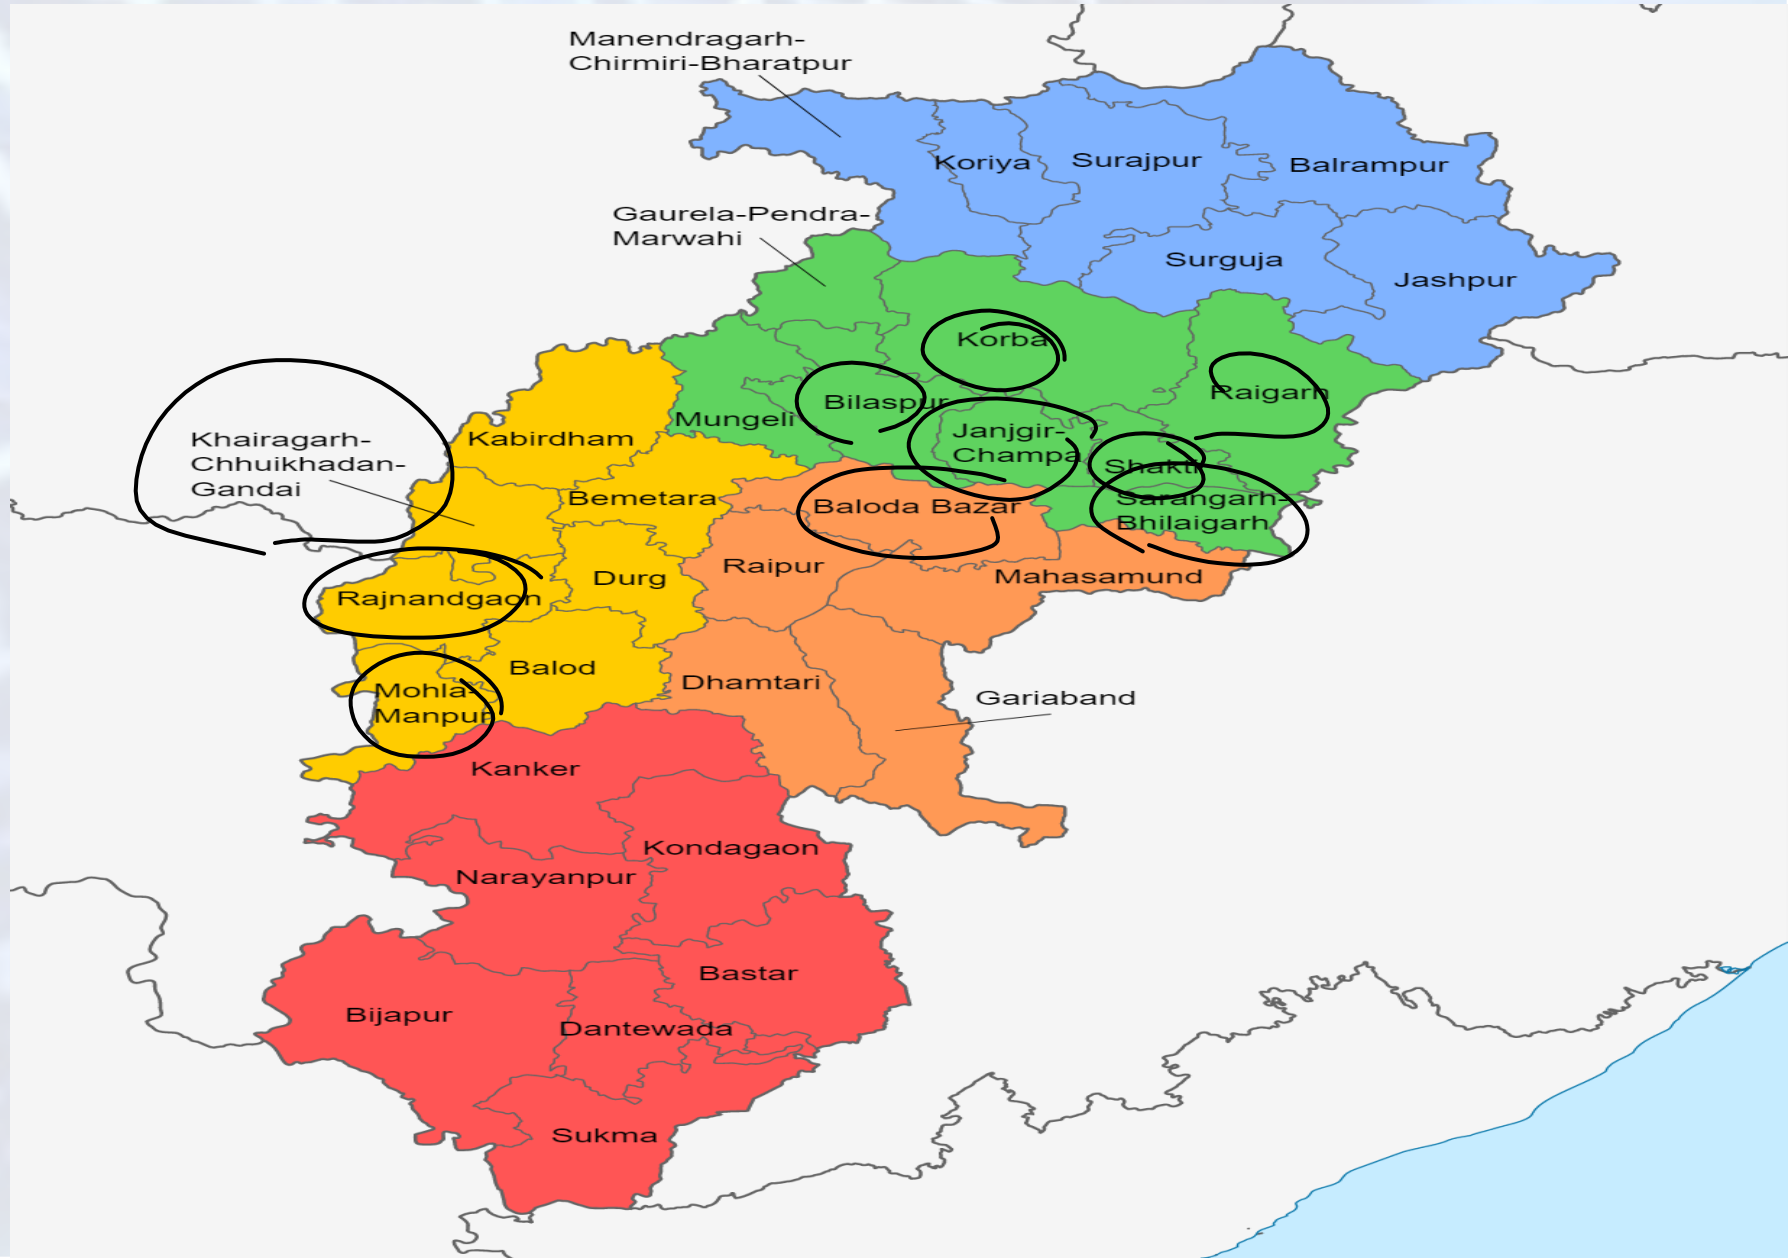 Manendragarh-
Chirmiri-Bharatpur
Koriya
Surajpur
Balrampur
Gaurela-Pendra-
Marwahi
Surguja
Jashpur
Korba
Raigarh
Bilaspur
Mungeli
Janjgir-
Champa
Kabirdham
Khairagarh-
Chhuikhadan-
Gandai
Shakti
Bemetara
Baloda Bazar
Sarangarh-
Bhilaigarh
Raipur
Mahasamund
Durg
Rajnandgaon
Balod
Dhamtari
Mohla-
Manpur
Gariaband
Kanker
Kondagaon
Narayanpur
Bastar
Bijapur
Dantewada
Sukma